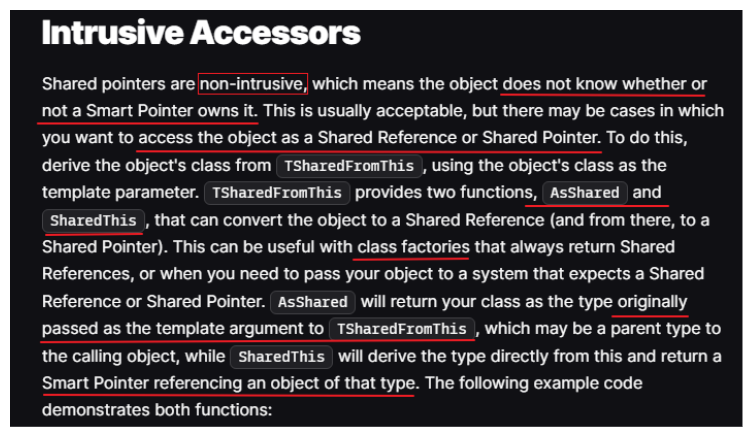 Intrusive Accessors
Shared pointers are non-intrusive, which means the object does not know whether or
not a Smart Pointer owns it. This is usually acceptable, but there may be cases in which
you want to access the object as a Shared Reference or Shared Pointer. To do this,
derive the object's class from TSharedFromThis, using the object's class as the
template parameter. TSharedFromThis provides two functions, AsShared and
SharedThis, that can convert the object to a Shared Reference (and from there, to a
Shared Pointer). This can be useful with class factories that always return Shared
References, or when you need to pass your object to a system that expects a Shared
Reference or Shared Pointer. AsShared will return your class as the type originally
passed as the template argument to TSharedFromThis, which may be a parent type to
the calling object, while SharedThis will derive the type directly from this and return a
Smart Pointer referencing an object of that type. The following example code
demonstrates both functions: